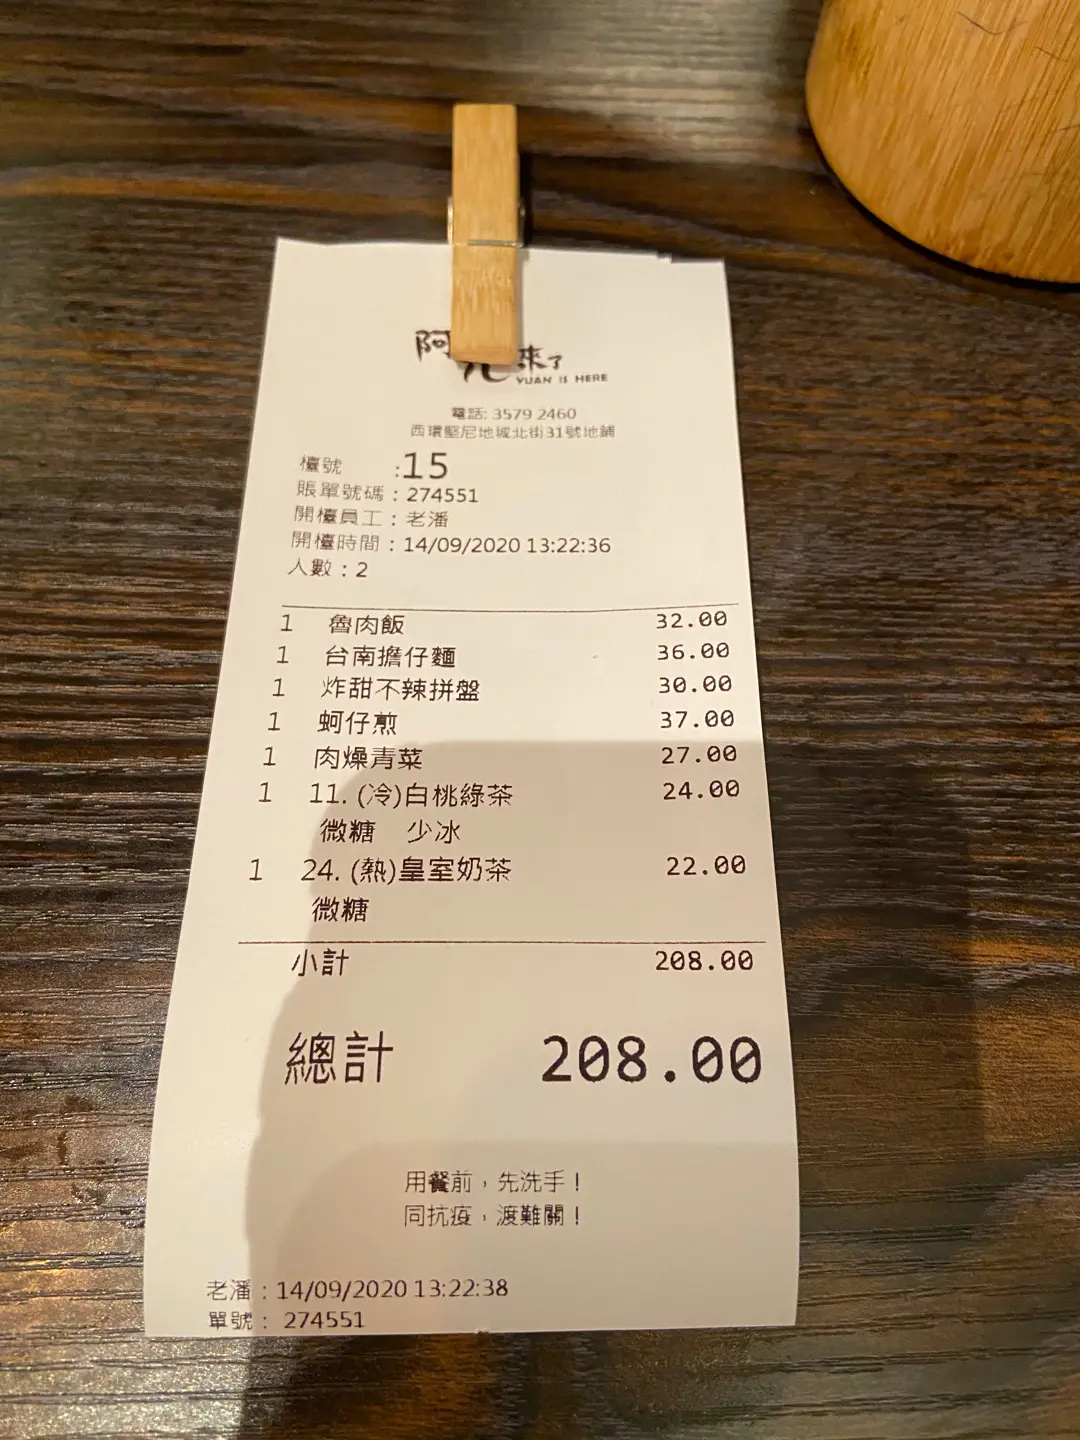 阿 來了
YUAN IS HERE
電話: 3579 2460
西環堅尼地城北街31號地鋪
檯號 :15
賬單號碼 : 274551
開檯員工 : 老潘
開檯時間 : 14/09/2020 13:22:36
人數 : 2
1 魯肉飯 32.00
1 台南擔仔麵 36.00
1 炸甜不辣拼盤 30.00
1 蚵仔煎 37.00
1 肉燥青菜 27.00
1 11. (冷)白桃綠茶 24.00
微糖 少冰
1 24. (熱)皇室奶茶 22.00
微糖
小計 208.00
總計 208.00
用餐前，先洗手！
同抗疫，渡難關！
老潘 : 14/09/2020 13:22:38
單號 : 274551